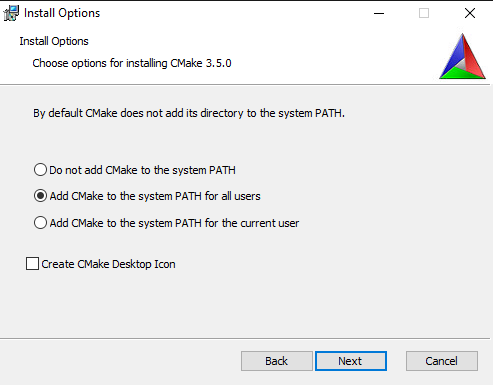 Install Options
Install Options
Choose options for installing CMake 3.5.0
By default CMake does not add its directory to the system PATH.
Do not add CMake to the system PATH
Add CMake to the system PATH for all users
Add CMake to the system PATH for the current user
Create CMake Desktop Icon
Back Next Cancel